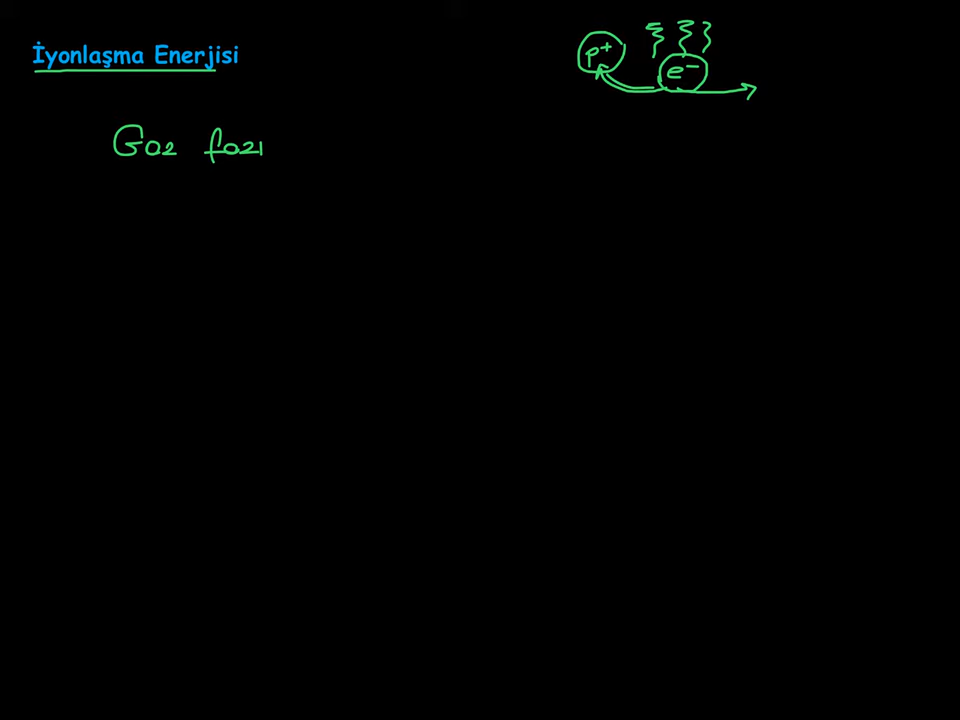 İyonlaşma Enerjisi
p+ e−
Gaz fazı